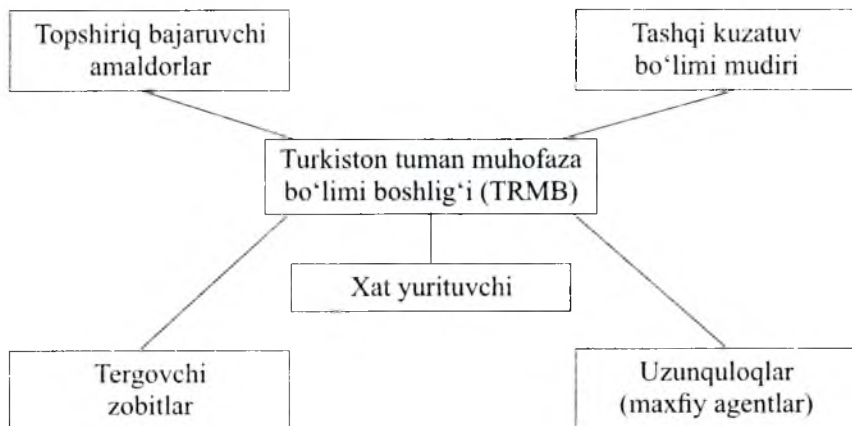 Topshiriq bajaruvchi
amaldorlar
Tashqi kuzatuv
bo‘limi mudiri
Turkiston tuman muhofaza
bo‘limi boshlig‘i (TRMB)
Xat yurituvchi
Tergovchi
zobitlar
Uzunquloqlar
(maxfiy agentlar)